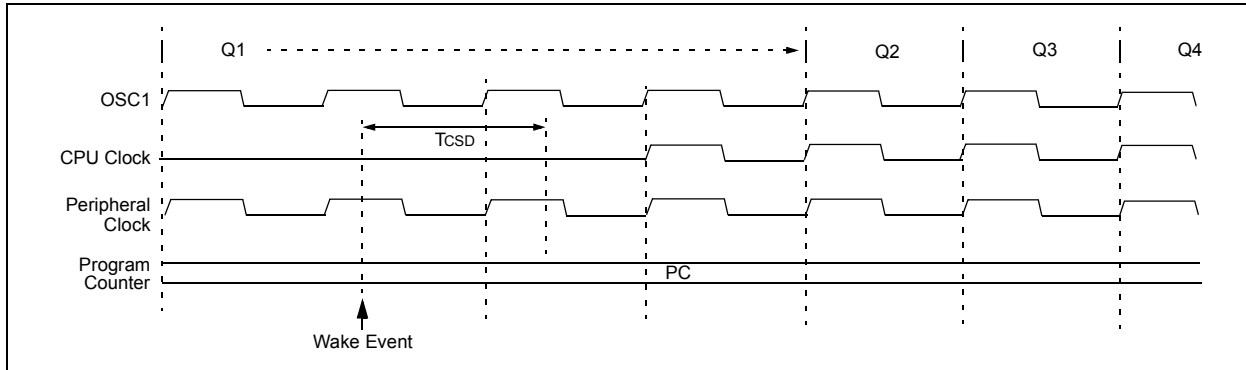 Q1 Q2 Q3 Q4
OSC1
TCSD
CPU Clock
Peripheral
Clock
Program
Counter
PC
Wake Event